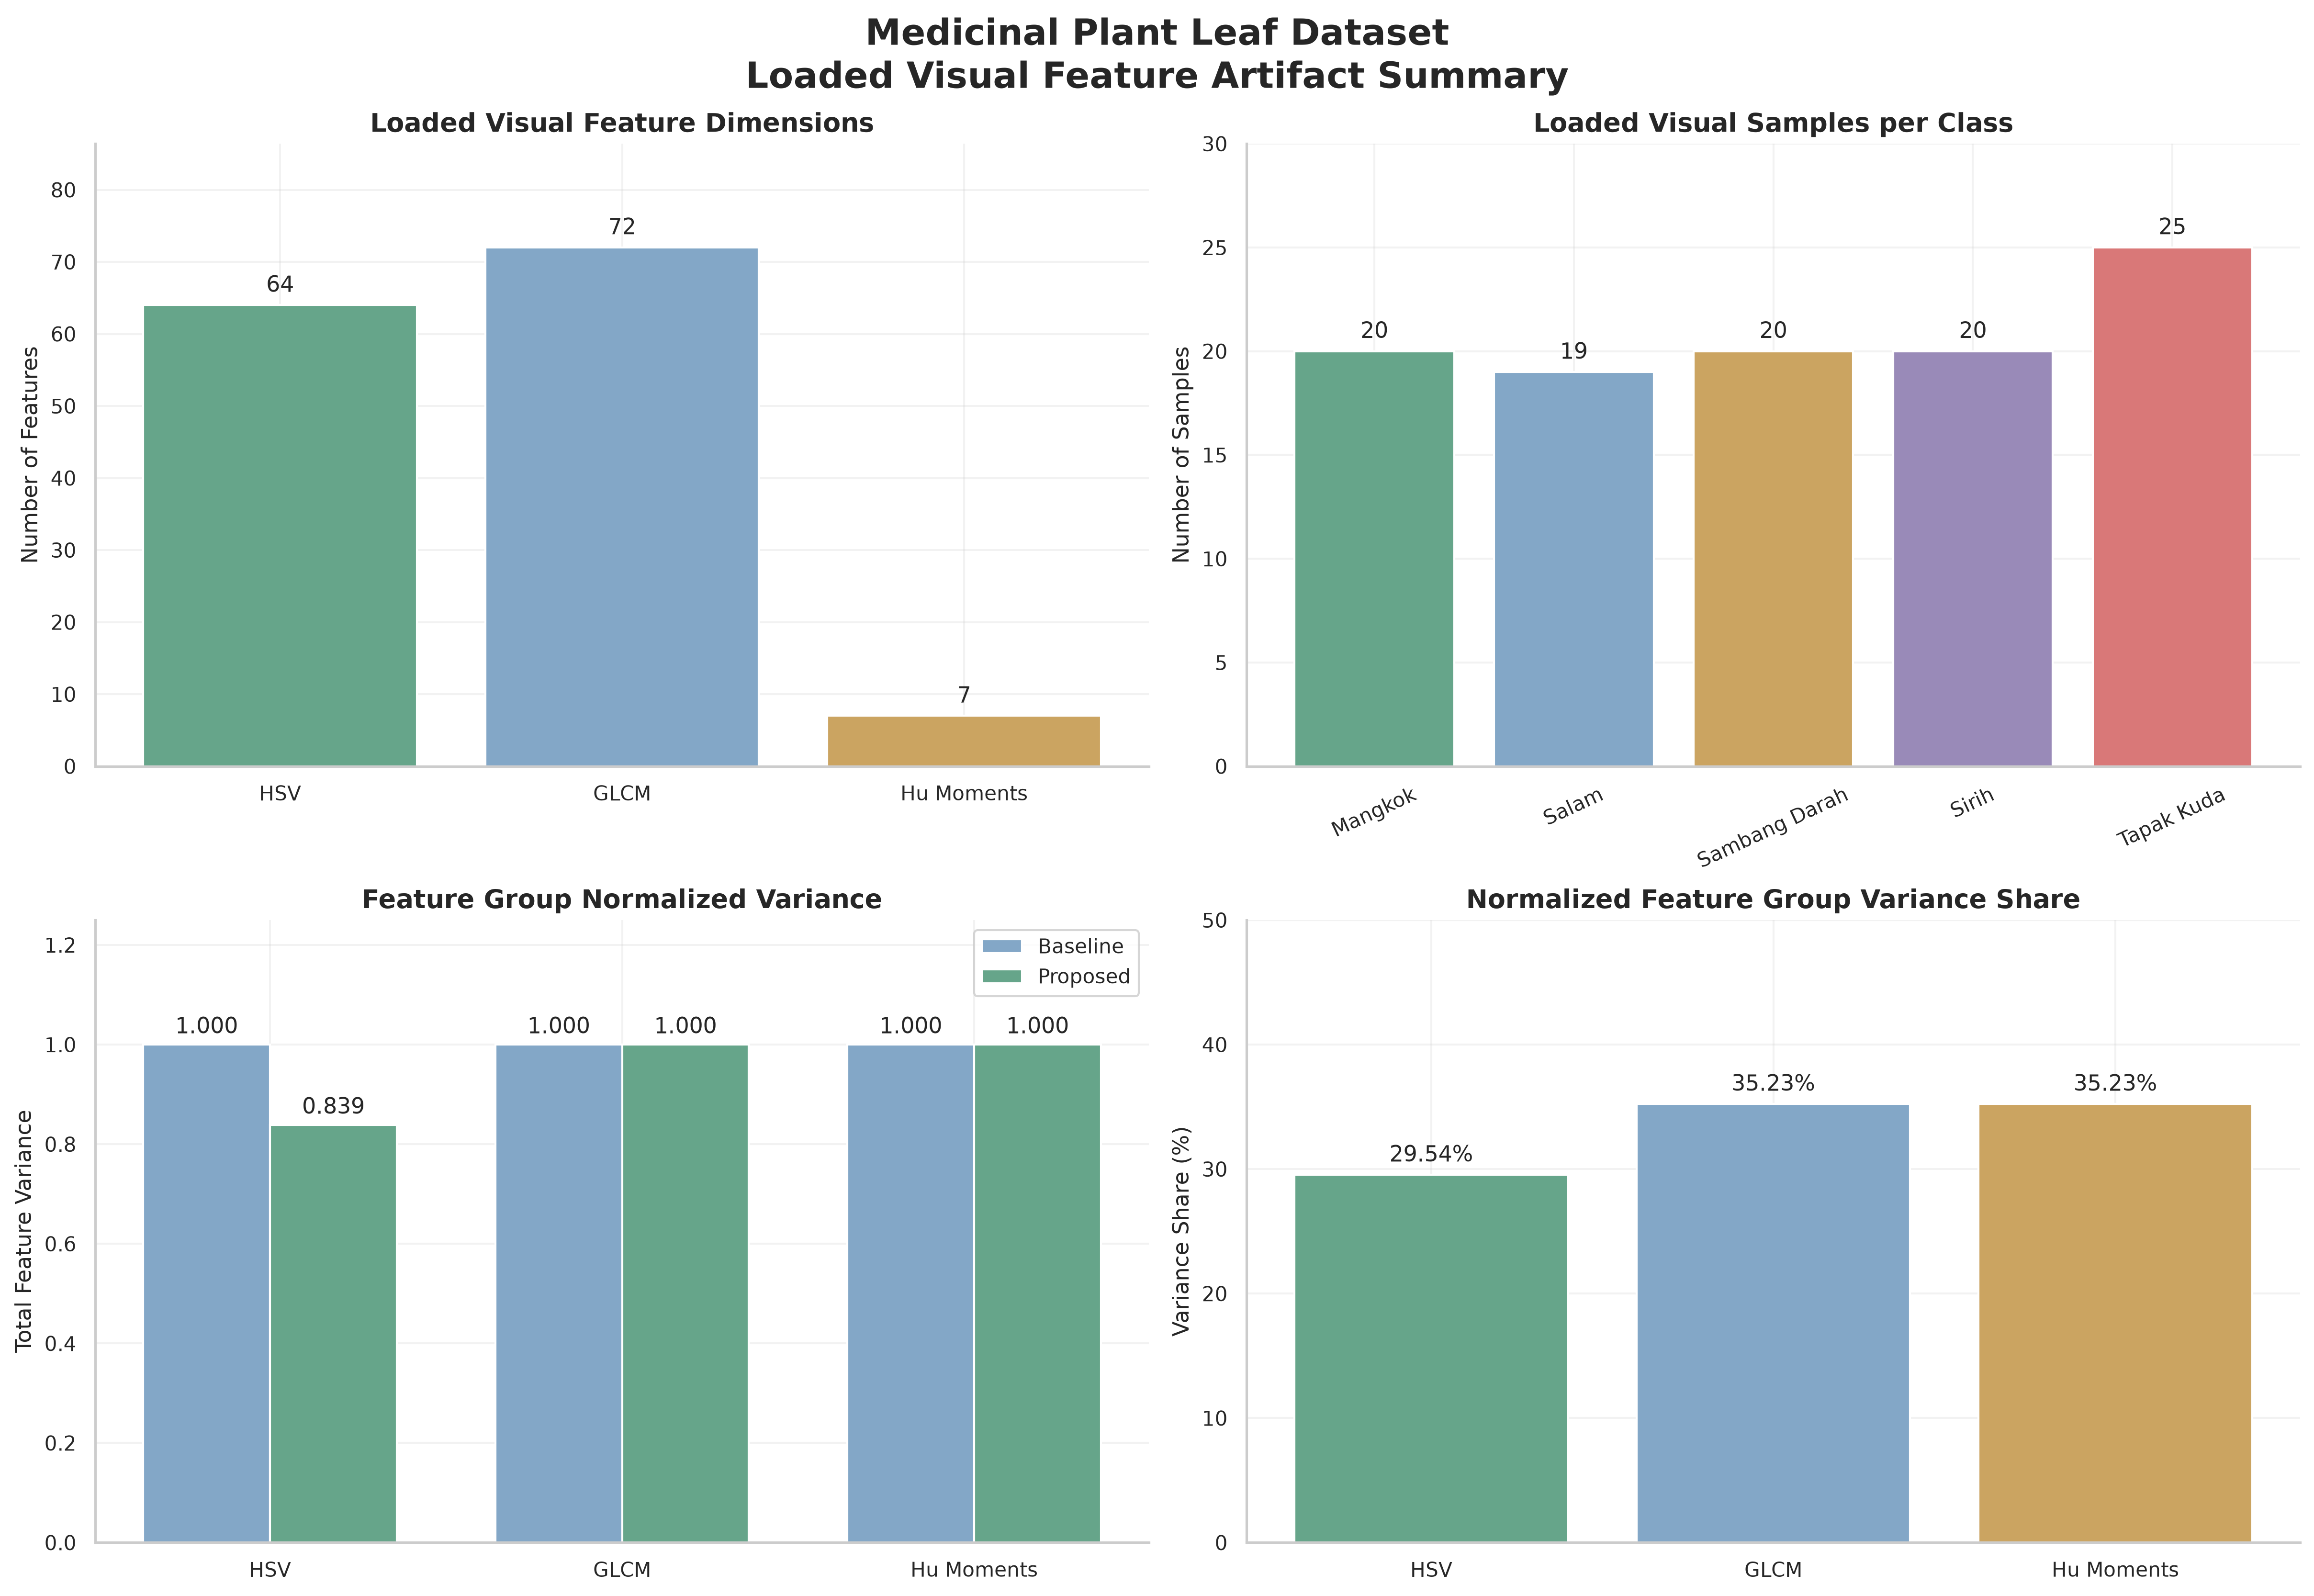 Medicinal Plant Leaf Dataset
Loaded Visual Feature Artifact Summary
Loaded Visual Feature Dimensions
Number of Features
80
70
60
50
40
30
20
10
0
64
72
7
HSV
GLCM
Hu Moments
Loaded Visual Samples per Class
Number of Samples
30
25
20
15
10
5
0
20
19
20
20
25
Mangkok
Salam
Sambang Darah
Sirih
Tapak Kuda
Feature Group Normalized Variance
Total Feature Variance
1.2
1.0
0.8
0.6
0.4
0.2
0.0
Baseline
Proposed
1.000
0.839
1.000
1.000
1.000
1.000
HSV
GLCM
Hu Moments
Normalized Feature Group Variance Share
Variance Share (%)
50
40
30
20
10
0
29.54%
35.23%
35.23%
HSV
GLCM
Hu Moments